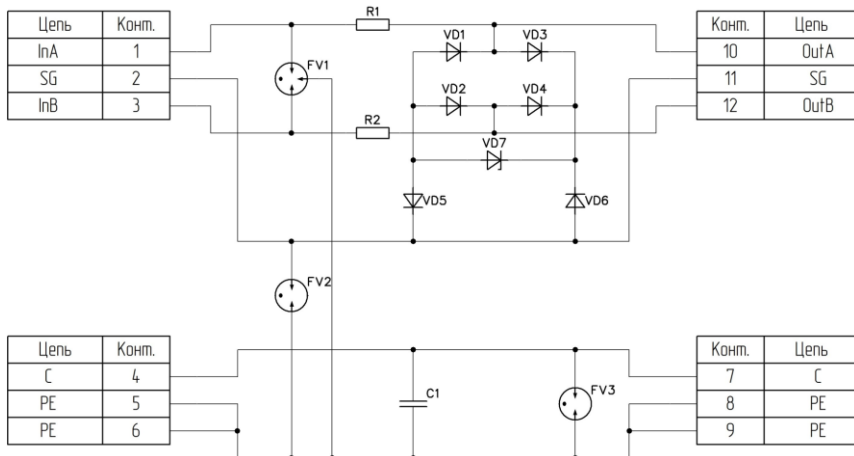 Цепь Конт.
InA 1
SG 2
InB 3
R1
FV1
R2
VD1 VD3
VD2 VD4
VD7
VD5 VD6
Конт. Цепь
10 OutA
11 SG
12 OutB
FV2
Цепь Конт.
C 4
PE 5
PE 6
C1
FV3
Конт. Цепь
7 C
8 PE
9 PE